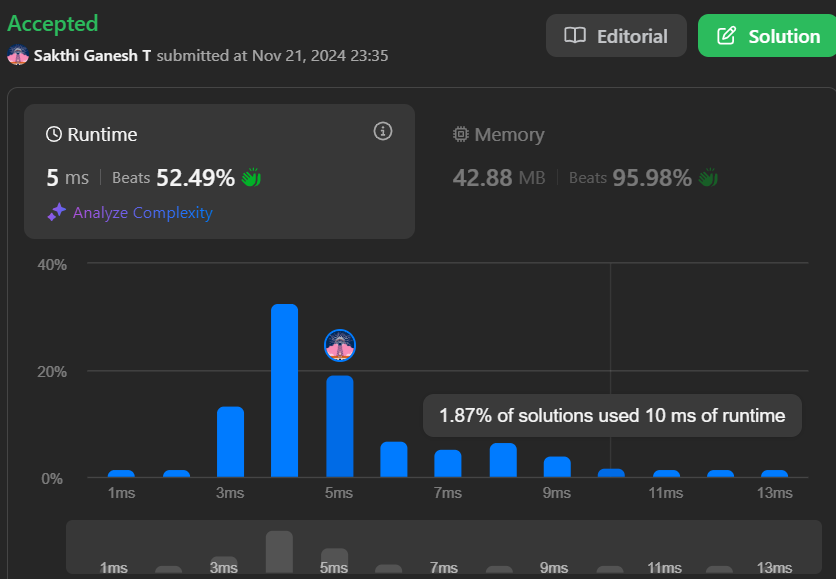 Accepted
Editorial
Solution
Sakthi Ganesh T submitted at Nov 21, 2024 23:35
Runtime
5 ms | Beats 52.49%
Analyze Complexity
Memory
42.88 MB | Beats 95.98%
40%
20%
1.87% of solutions used 10 ms of runtime
0%
1ms 3ms 5ms 7ms 9ms 11ms 13ms
1ms 3ms 5ms 7ms 9ms 11ms 13ms